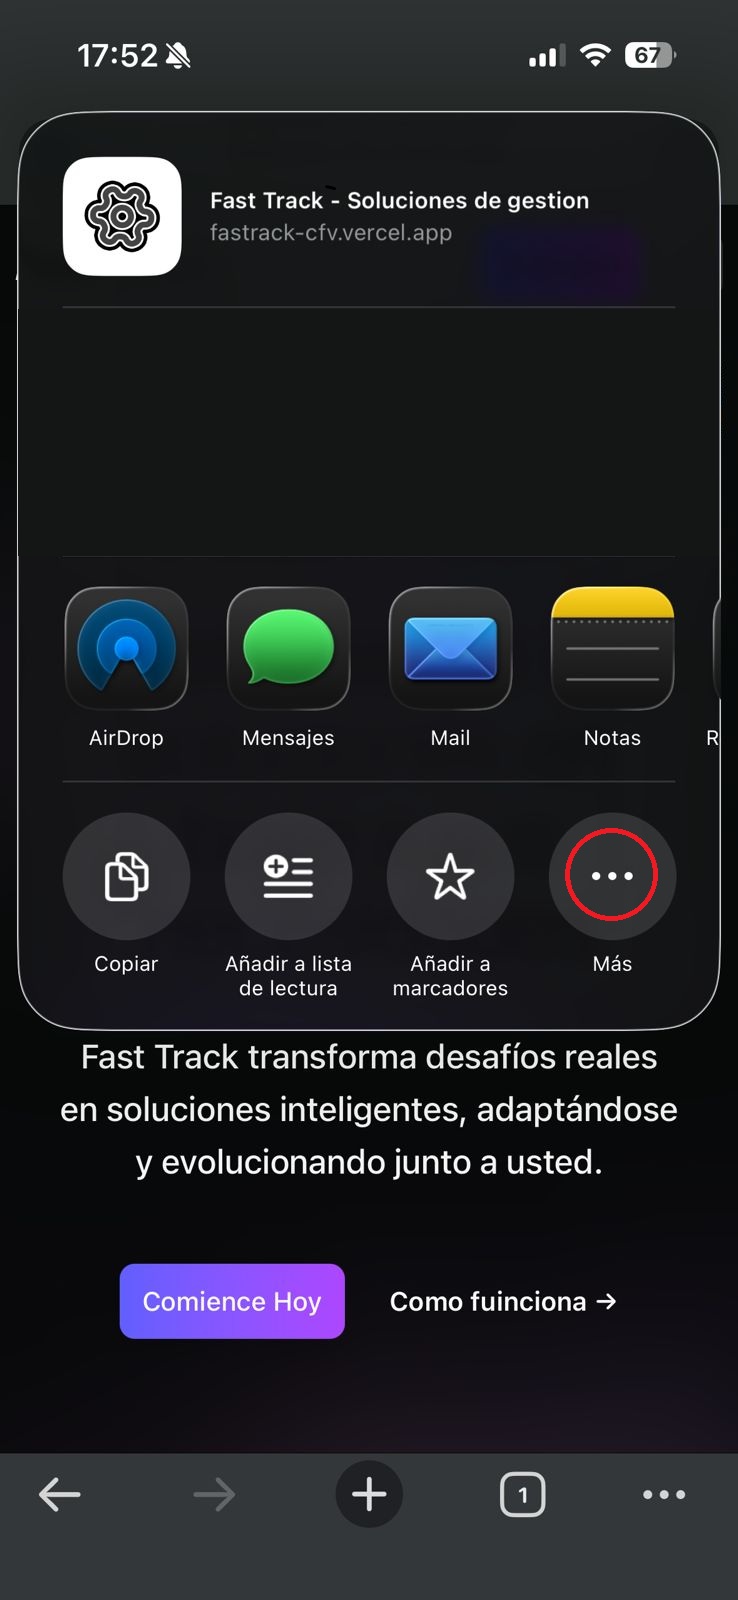 17:52
67
Fast Track - Soluciones de gestion
fastrack-cfv.vercel.app
AirDrop
Mensajes
Mail
Notas
R
Copiar
Añadir a lista
de lectura
Añadir a
marcadores
Más
Fast Track transforma desafíos reales
en soluciones inteligentes, adaptándose
y evolucionando junto a usted.
Comience Hoy
Como fuinciona →
1